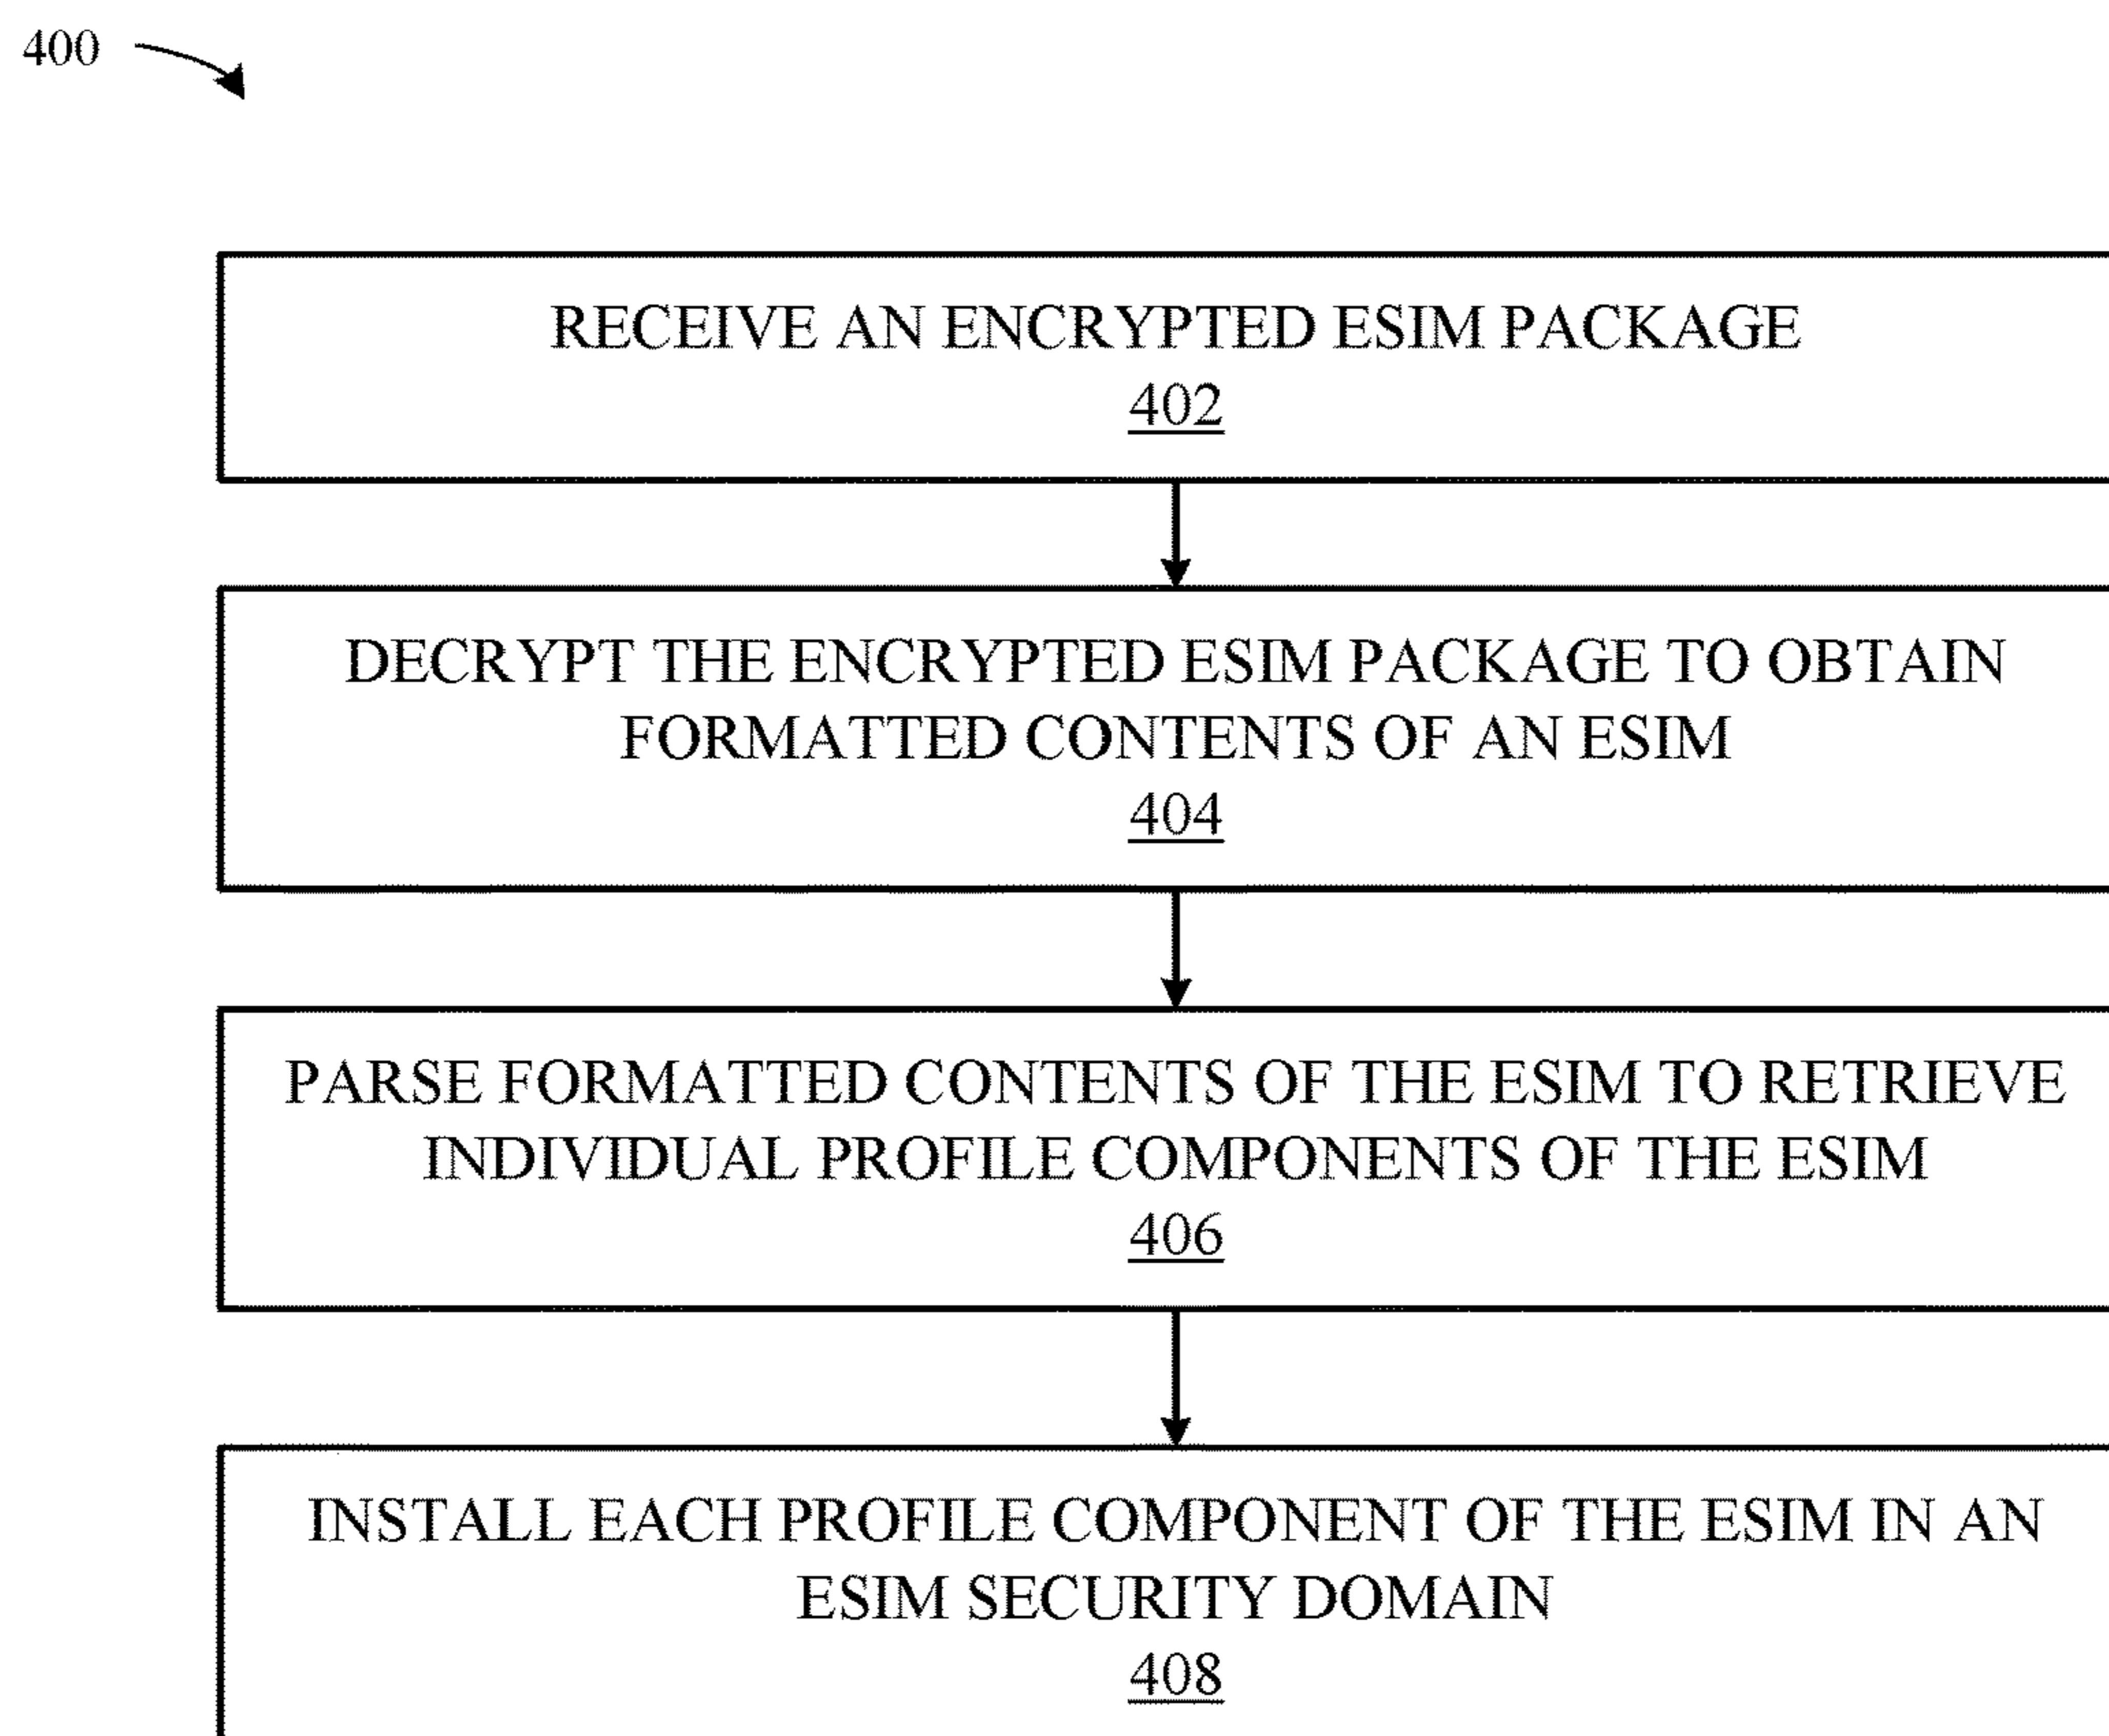 400
RECEIVE AN ENCRYPTED ESIM PACKAGE
402
DECRYPT THE ENCRYPTED ESIM PACKAGE TO OBTAIN
FORMATTED CONTENTS OF AN ESIM
404
PARSE FORMATTED CONTENTS OF THE ESIM TO RETRIEVE
INDIVIDUAL PROFILE COMPONENTS OF THE ESIM
406
INSTALL EACH PROFILE COMPONENT OF THE ESIM IN AN
ESIM SECURITY DOMAIN
408